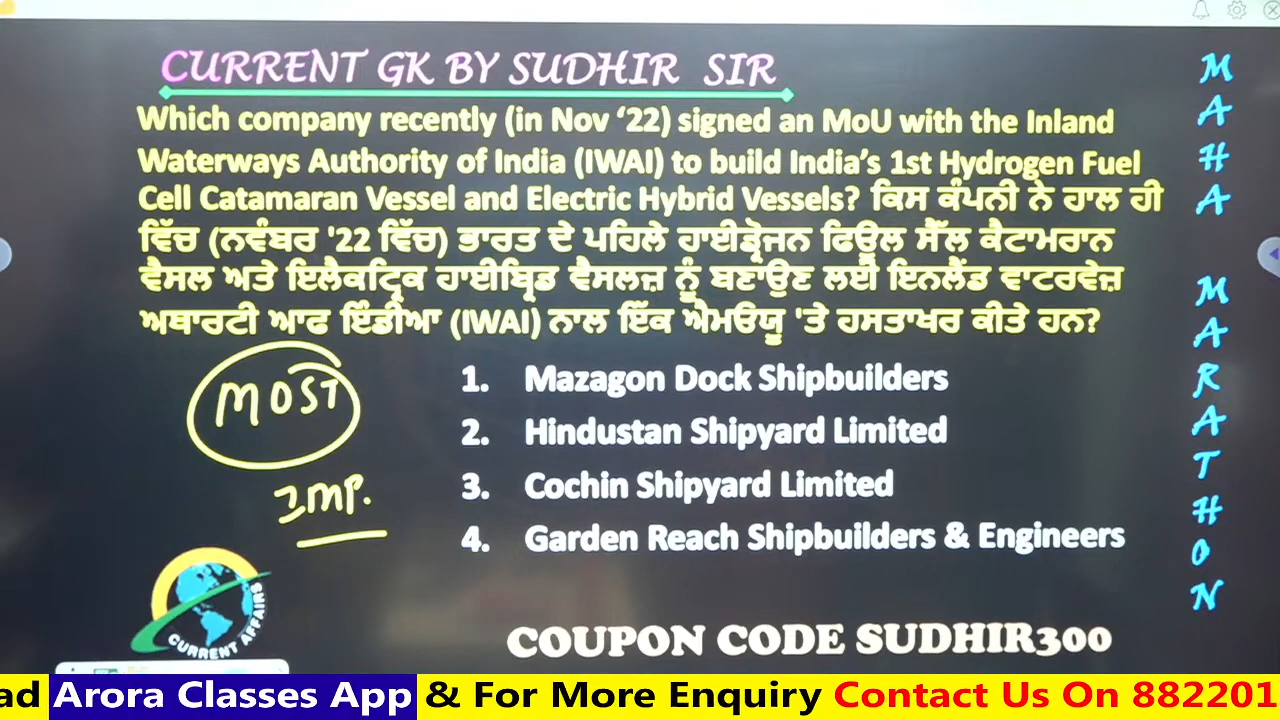 CURRENT GK BY SUDHIR SIR
Which company recently (in Nov ‘22) signed an MoU with the Inland
Waterways Authority of India (IWAI) to build India’s 1st Hydrogen Fuel
Cell Catamaran Vessel and Electric Hybrid Vessels? ਕਿਸ ਕੰਪਨੀ ਨੇ ਹਾਲ ਹੀ
ਵਿੱਚ (ਨਵੰਬਰ '22 ਵਿੱਚ) ਭਾਰਤ ਦੇ ਪਹਿਲੇ ਹਾਈਡ੍ਰੋਜਨ ਫਿਊਲ ਸੈੱਲ ਕੈਟਾਮਰਾਨ
ਵੈਸਲ ਅਤੇ ਇਲੈਕਟ੍ਰਿਕ ਹਾਈਬ੍ਰਿਡ ਵੈਸਲਜ਼ ਨੂੰ ਬਣਾਉਣ ਲਈ ਇਨਲੈਂਡ ਵਾਟਰਵੇਜ਼
ਅਥਾਰਟੀ ਆਫ ਇੰਡੀਆ (IWAI) ਨਾਲ ਇੱਕ ਐਮਓਯੂ 'ਤੇ ਹਸਤਾਖਰ ਕੀਤੇ ਹਨ?
MOST
IMP.
1. Mazagon Dock Shipbuilders
2. Hindustan Shipyard Limited
3. Cochin Shipyard Limited
4. Garden Reach Shipbuilders & Engineers
MAHA MARATHON
CURRENT AFFAIRS
COUPON CODE SUDHIR300
ad Arora Classes App & For More Enquiry Contact Us On 882201